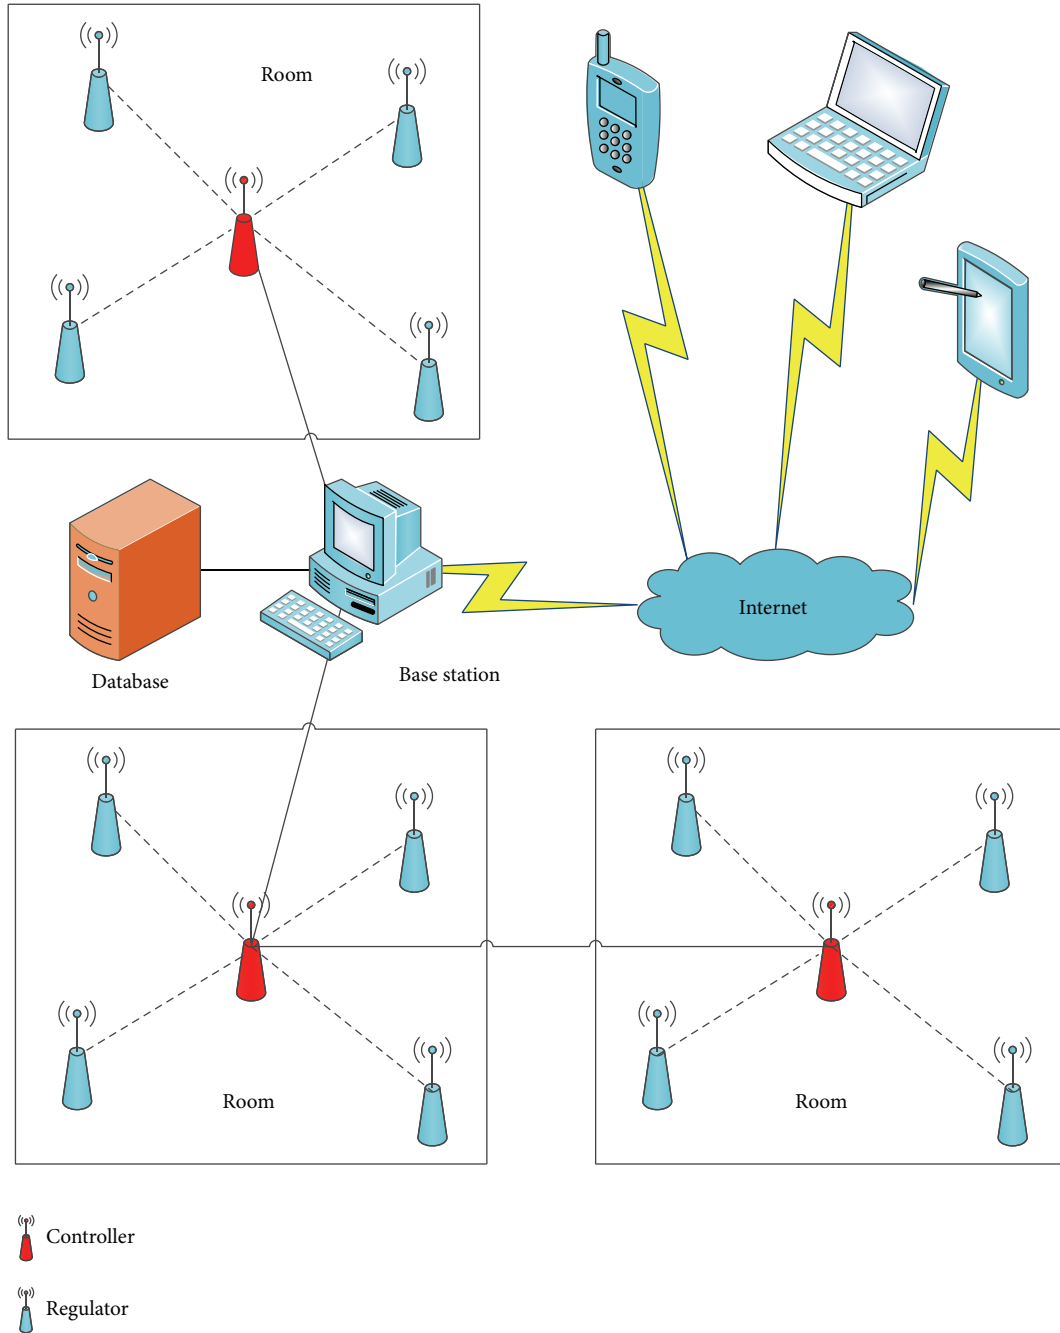 Room
Internet
Database
Base station
Room
Room
Controller
Regulator